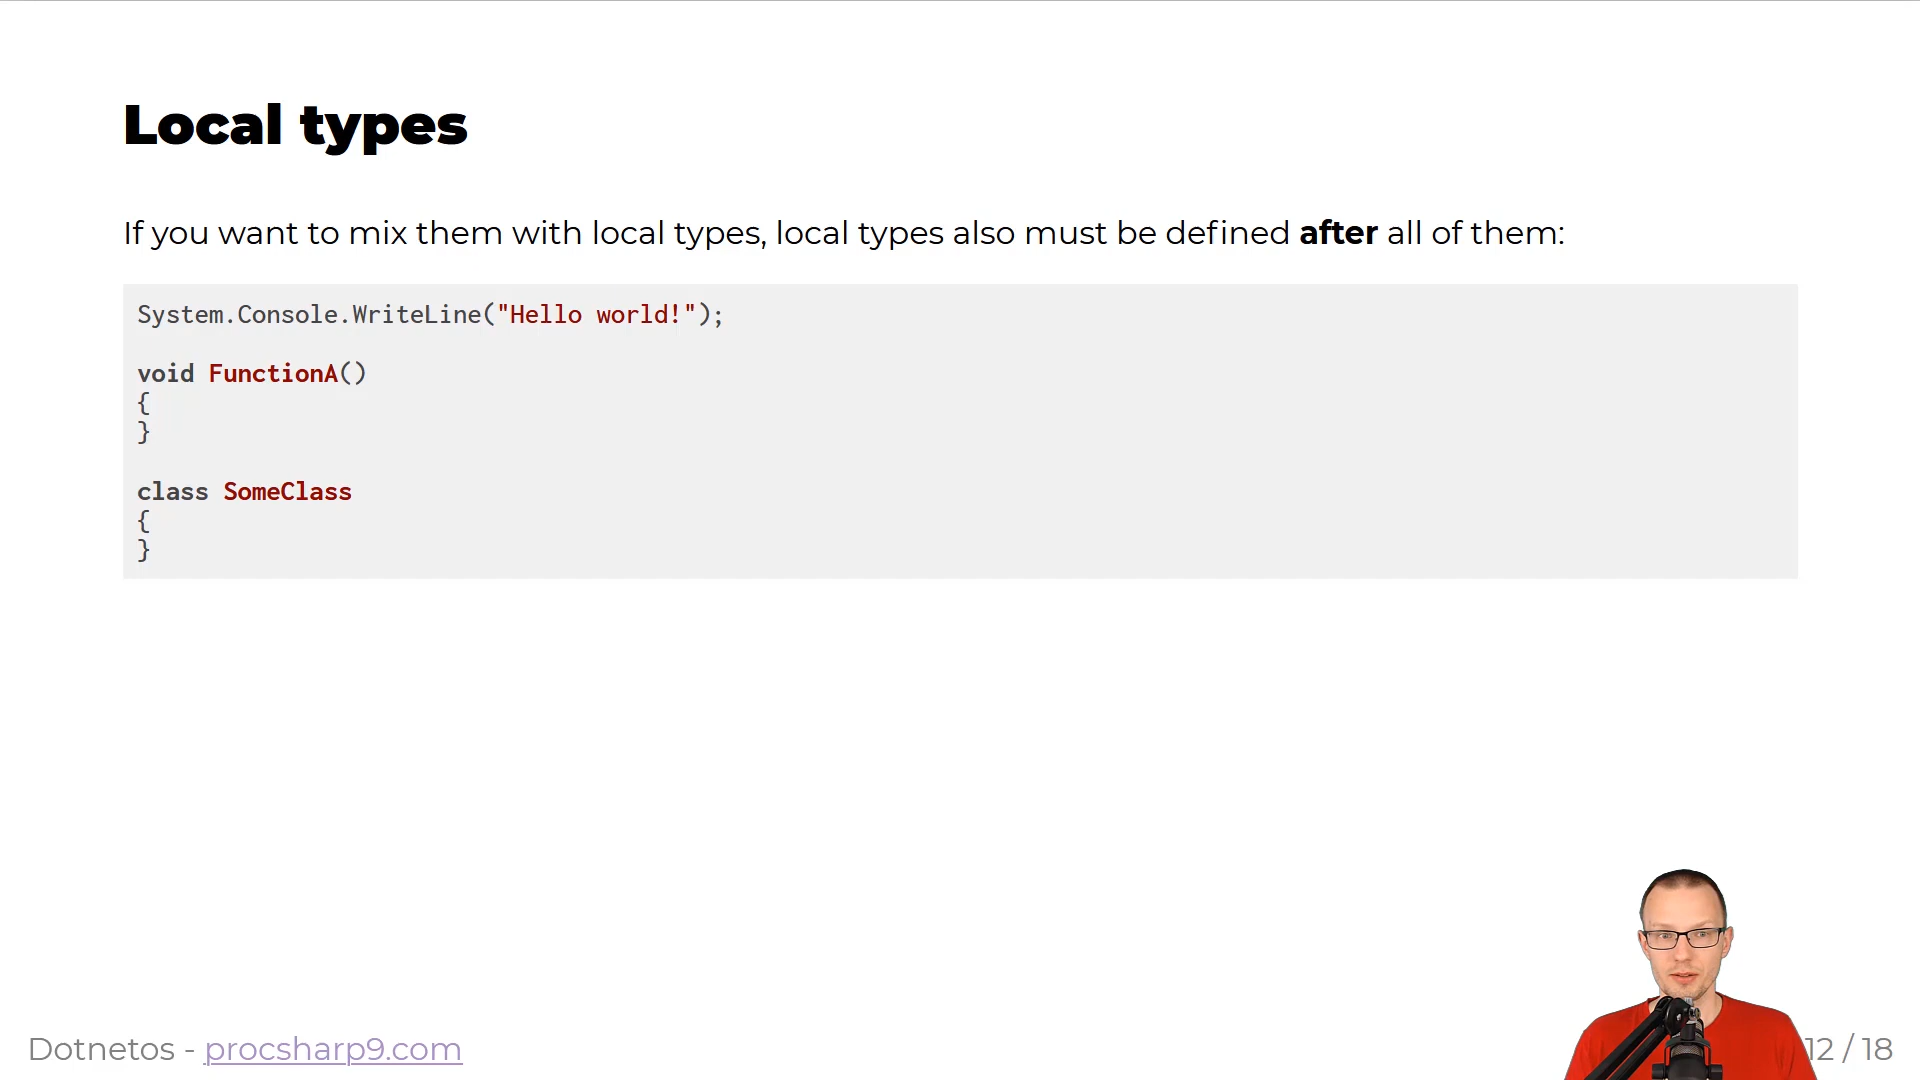 Local types
If you want to mix them with local types, local types also must be defined after all of them:
System.Console.WriteLine("Hello world!");
void FunctionA()
{
}
class SomeClass
{
}
Dotnetos - procsharp9.com
12 / 18